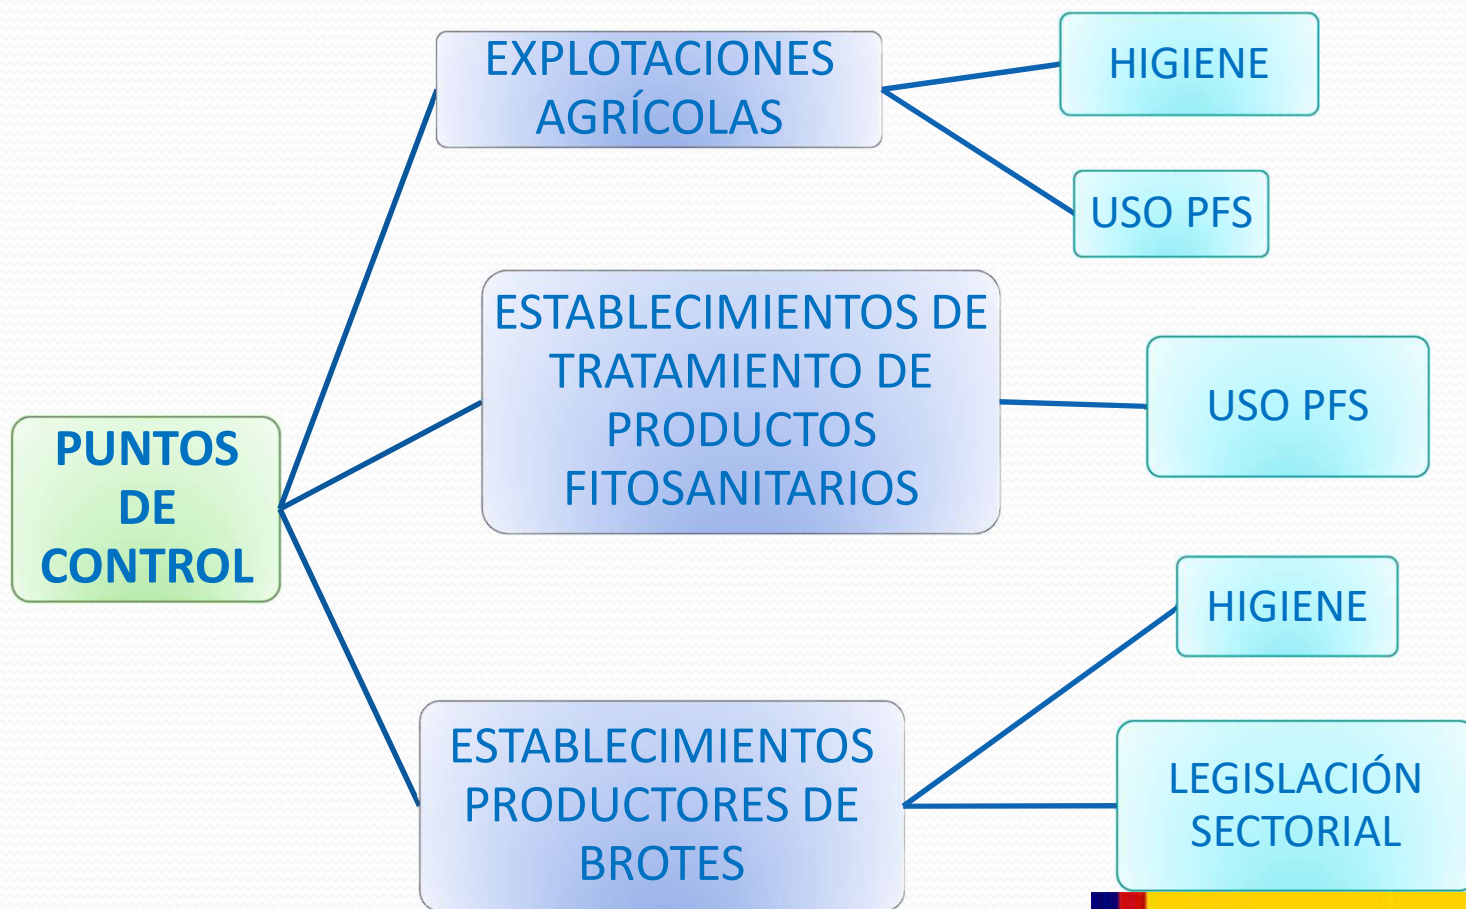 PUNTOS
DE
CONTROL
EXPLOTACIONES
AGRÍCOLAS
HIGIENE
USO PFS
ESTABLECIMIENTOS DE
TRATAMIENTO DE
PRODUCTOS
FITOSANITARIOS
USO PFS
ESTABLECIMIENTOS
PRODUCTORES DE
BROTES
HIGIENE
LEGISLACIÓN
SECTORIAL